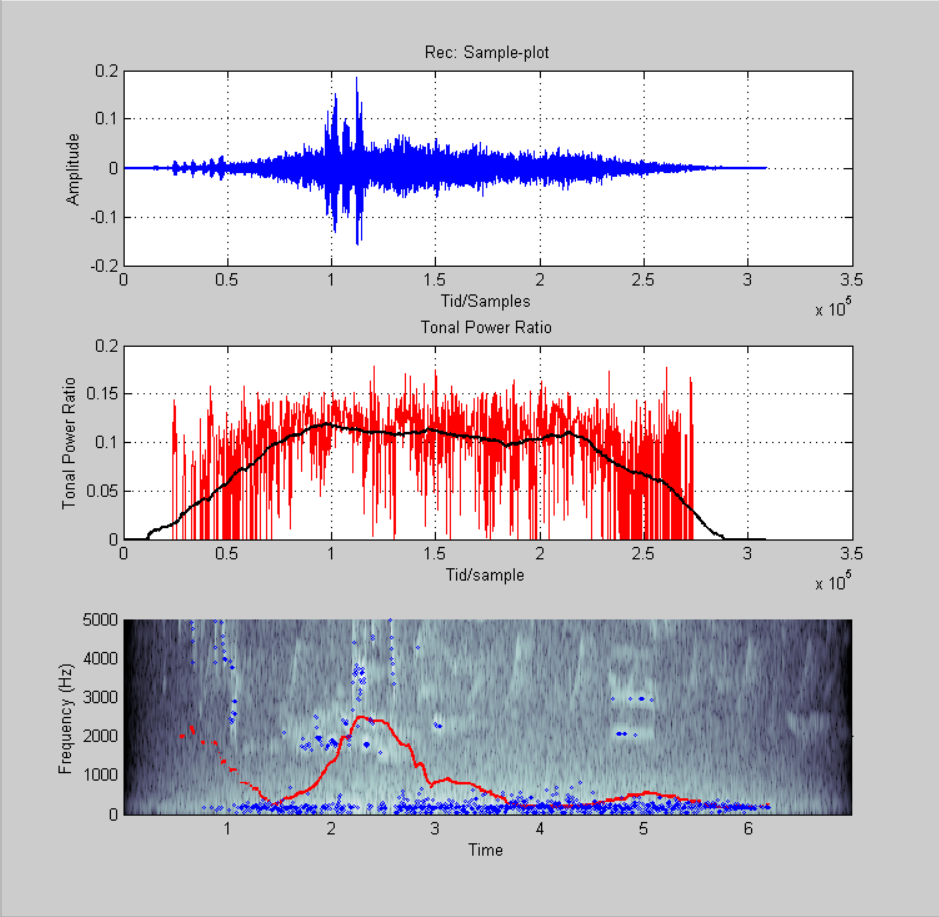 Rec: Sample-plot
0.2
0.1
0
-0.1
-0.2
Amplitude
0 0.5 1 1.5 2 2.5 3 3.5
Tid/Samples
x 10^5
Tonal Power Ratio
0.2
0.15
0.1
0.05
0
Tonal Power Ratio
0 0.5 1 1.5 2 2.5 3 3.5
Tid/sample
x 10^5
5000
4000
3000
2000
1000
0
Frequency (Hz)
1 2 3 4 5 6
Time